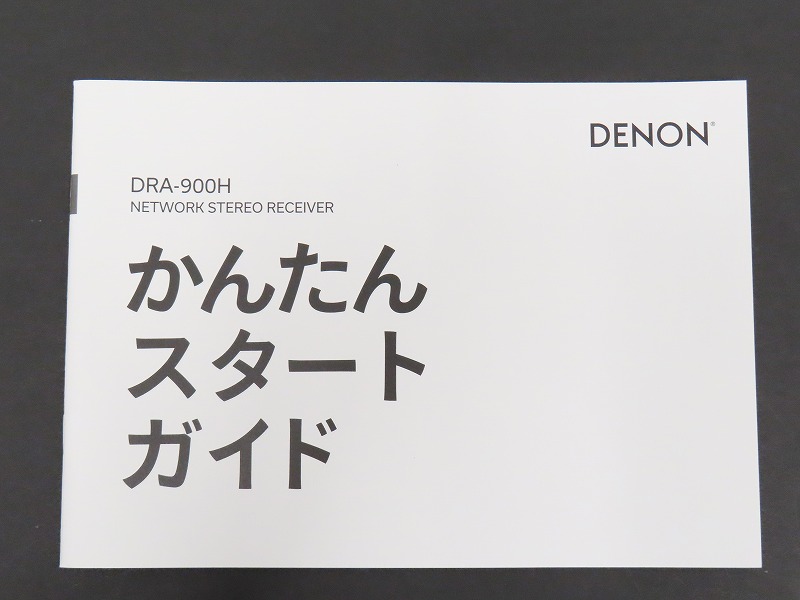 DENON®
DRA-900H
NETWORK STEREO RECEIVER
かんたん
スタート
ガイド